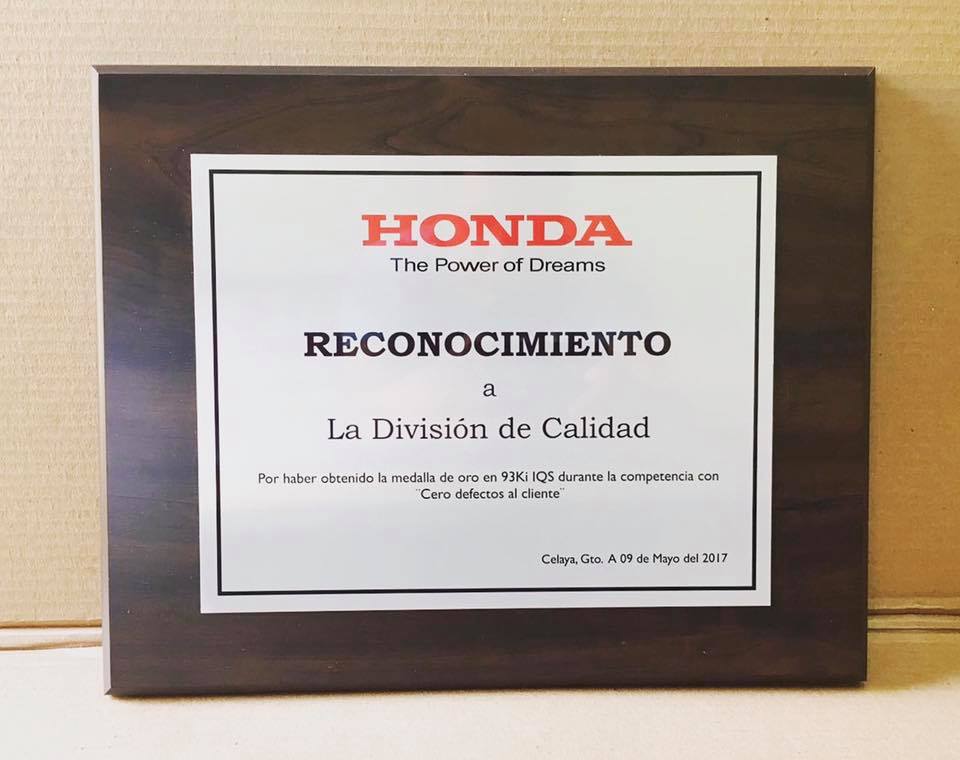 HONDA
The Power of Dreams
RECONOCIMIENTO
a
La División de Calidad
Por haber obtenido la medalla de oro en 93Ki IQS durante la competencia con
¨Cero defectos al cliente¨
Celaya, Gto. A 09 de Mayo del 2017